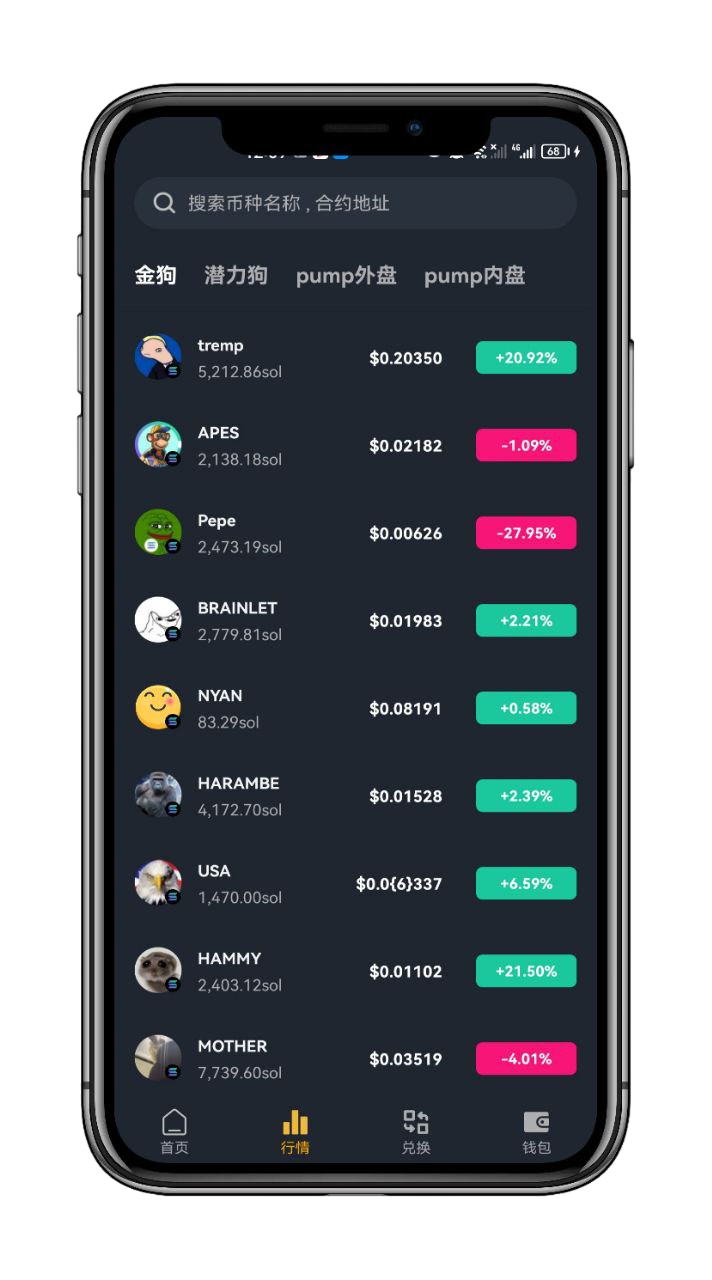 4G 68
搜索币种名称 , 合约地址
金狗 潜力狗 pump外盘 pump内盘
tremp
5,212.86sol
$0.20350
+20.92%
APES
2,138.18sol
$0.02182
-1.09%
Pepe
2,473.19sol
$0.00626
-27.95%
BRAINLET
2,779.81sol
$0.01983
+2.21%
NYAN
83.29sol
$0.08191
+0.58%
HARAMBE
4,172.70sol
$0.01528
+2.39%
USA
1,470.00sol
$0.0{6}337
+6.59%
HAMMY
2,403.12sol
$0.01102
+21.50%
MOTHER
7,739.60sol
$0.03519
-4.01%
首页 行情 兑换 钱包